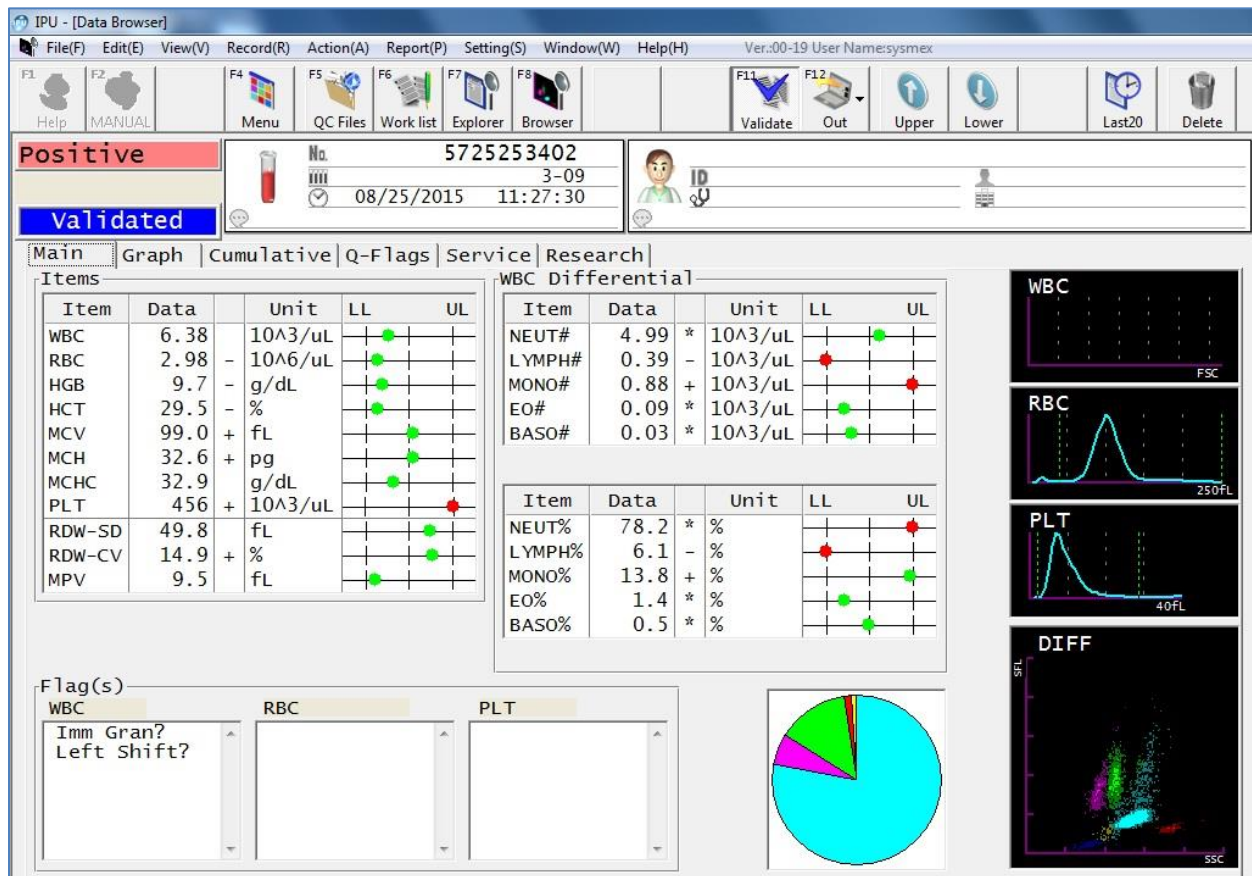 IPU - [Data Browser]
File(F) Edit(E) View(V) Record(R) Action(A) Report(P) Setting(S) Window(W) Help(H) Ver.:00-19 User Name:sysmex
F1 F2 F4 F5 F6 F7 F8 F11 F12
Help MANUAL Menu QC Files Work list Explorer Browser Validate Out Upper Lower Last20 Delete
Positive
Validated
No. 5725253402
3-09
08/25/2015 11:27:30
ID
Main Graph Cumulative Q-Flags Service Research
Items
Item Data Unit LL UL
WBC 6.38 10^3/uL
RBC 2.98 - 10^6/uL
HGB 9.7 - g/dL
HCT 29.5 - %
MCV 99.0 + fL
MCH 32.6 + pg
MCHC 32.9 g/dL
PLT 456 + 10^3/uL
RDW-SD 49.8 fL
RDW-CV 14.9 + %
MPV 9.5 fL
WBC Differential
Item Data Unit LL UL
NEUT# 4.99 * 10^3/uL
LYMPH# 0.39 - 10^3/uL
MONO# 0.88 + 10^3/uL
EO# 0.09 * 10^3/uL
BASO# 0.03 * 10^3/uL
Item Data Unit LL UL
NEUT% 78.2 * %
LYMPH% 6.1 - %
MONO% 13.8 + %
EO% 1.4 * %
BASO% 0.5 * %
WBC
FSC
RBC
250fL
PLT
40fL
DIFF
SFL
SSC
Flag(s)
WBC RBC PLT
Imm Gran?
Left Shift?